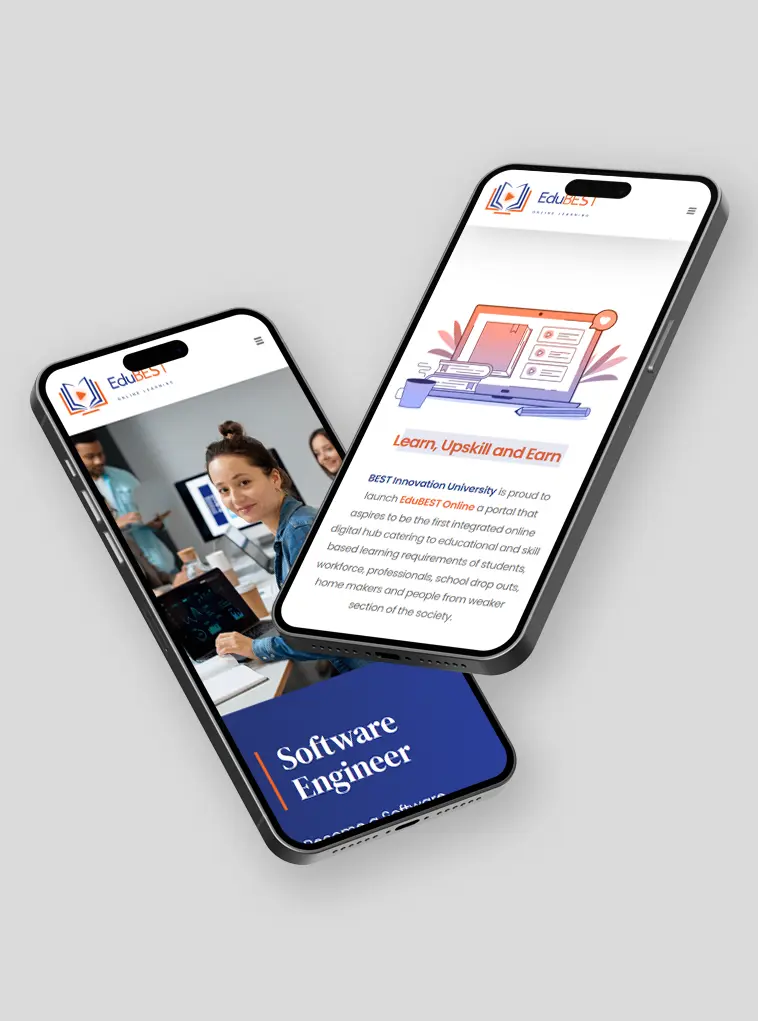 EduBEST
ONLINE LEARNING
Software
Engineer
Become a Software
EduBEST
ONLINE LEARNING
Learn, Upskill and Earn
BEST Innovation University is proud to
launch EduBEST Online a portal that
aspires to be the first integrated online
digital hub catering to educational and skill
based learning requirements of students,
workforce, professionals, school drop outs,
home makers and people from weaker
section of the society.